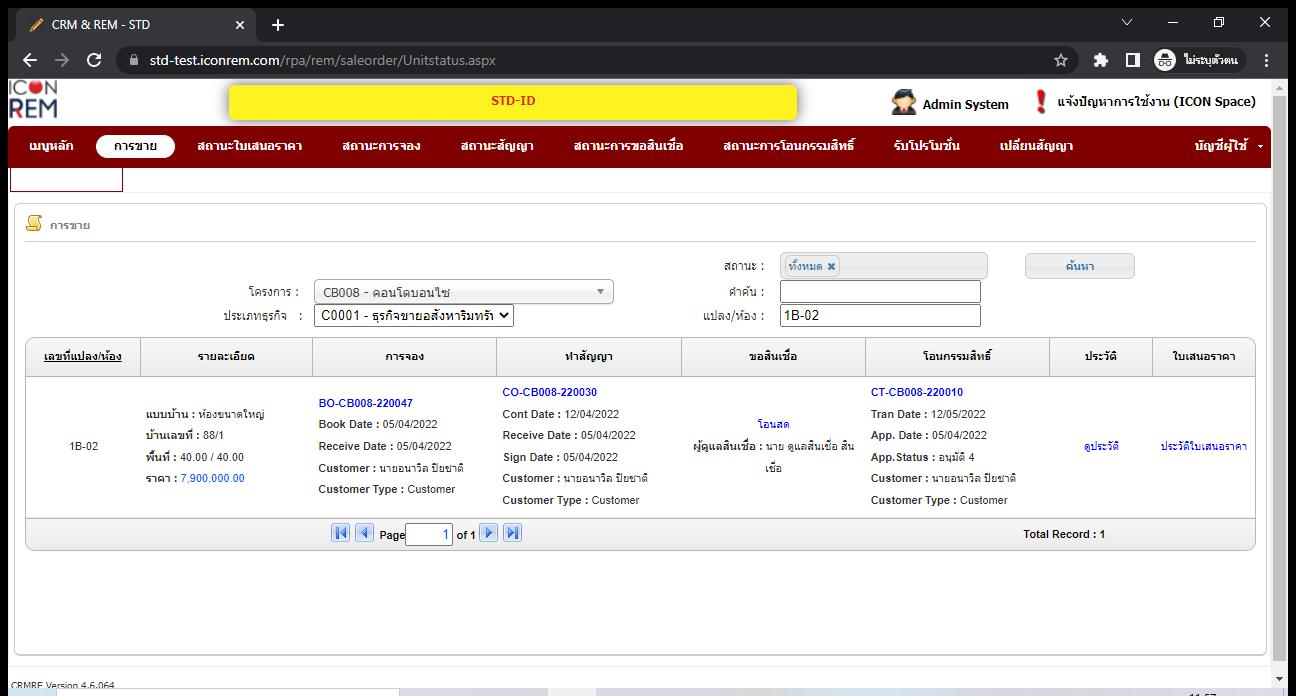 CRM & REM - STD
std-test.iconrem.com/rpa/rem/saleorder/Unitstatus.aspx
ไม่ระบุตัวตน
ICON
REM
STD-ID
Admin System
แจ้งปัญหาการใช้งาน (ICON Space)
เมนูหลัก
การขาย
สถานะใบเสนอราคา
สถานะการจอง
สถานะสัญญา
สถานะการขอสินเชื่อ
สถานะการโอนกรรมสิทธิ์
รับโปรโมชั่น
เปลี่ยนสัญญา
บัญชีผู้ใช้
การขาย
สถานะ :
ทั้งหมด
ค้นหา
โครงการ :
CB008 - คอนโดบอนไซ
คำค้น :
ประเภทธุรกิจ :
C0001 - ธุรกิจขายอสังหาริมทรั
แปลง/ห้อง :
1B-02
เลขที่แปลง/ห้อง
รายละเอียด
การจอง
ทำสัญญา
ขอสินเชื่อ
โอนกรรมสิทธิ์
ประวัติ
ใบเสนอราคา
1B-02
แบบบ้าน : ห้องขนาดใหญ่
บ้านเลขที่ : 88/1
พื้นที่ : 40.00 / 40.00
ราคา : 7,900,000.00
BO-CB008-220047
Book Date : 05/04/2022
Receive Date : 05/04/2022
Customer : นายอนาวิล ปิยชาติ
Customer Type : Customer
CO-CB008-220030
Cont Date : 12/04/2022
Receive Date : 05/04/2022
Sign Date : 05/04/2022
Customer : นายอนาวิล ปิยชาติ
Customer Type : Customer
โอนสด
ผู้ดูแลสินเชื่อ : นาย ดูแลสินเชื่อ สิน
เชื่อ
CT-CB008-220010
Tran Date : 12/05/2022
App. Date : 05/04/2022
App.Status : อนุมัติ 4
Customer : นายอนาวิล ปิยชาติ
Customer Type : Customer
ดูประวัติ
ประวัติใบเสนอราคา
Page 1 of 1
Total Record : 1
CRMRE Version 4.6.064